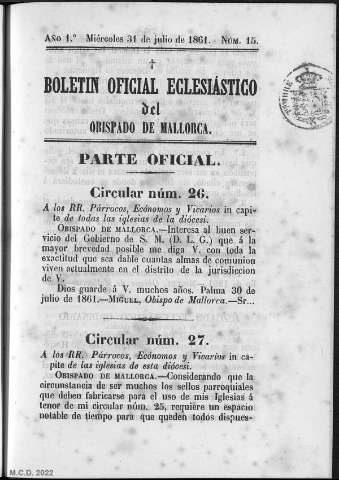 Año 1.º Miércoles 31 de julio de 1861. Núm. 15.
BOLETIN OFICIAL ECLESIÁSTICO
del
OBISPADO DE MALLORCA.
PARTE OFICIAL.
Circular núm. 26.
A los RR. Párrocos, Ecónomos y Vicarios in capi-
te de todas las iglesias de la diócesi.
Obispado de Mallorca.—Interesa al buen ser-
vicio del Gobierno de S. M. (D. L. G.) que á la
mayor brevedad posible me diga V. con toda la
exactitud que sea dable cuantas almas de comunion
viven actualmente en el distrito de la jurisdiccion
de V.
Dios guarde á V. muchos años. Palma 30 de
julio de 1861.—Miguel, Obispo de Mallorca.—Sr...
Circular núm. 27.
A los RR. Párrocos, Ecónomos y Vicarios in ca-
pite de las iglesias de esta diócesi.
Obispado de Mallorca.—Considerando que la
circunstancia de ser muchos los sellos parroquiales
que deben fabricarse para el uso de mis Iglesias á
tenor de mi circular núm. 25, requiere un espacio
notable de tiempo para que queden todos dispues-
M.C.D. 2022